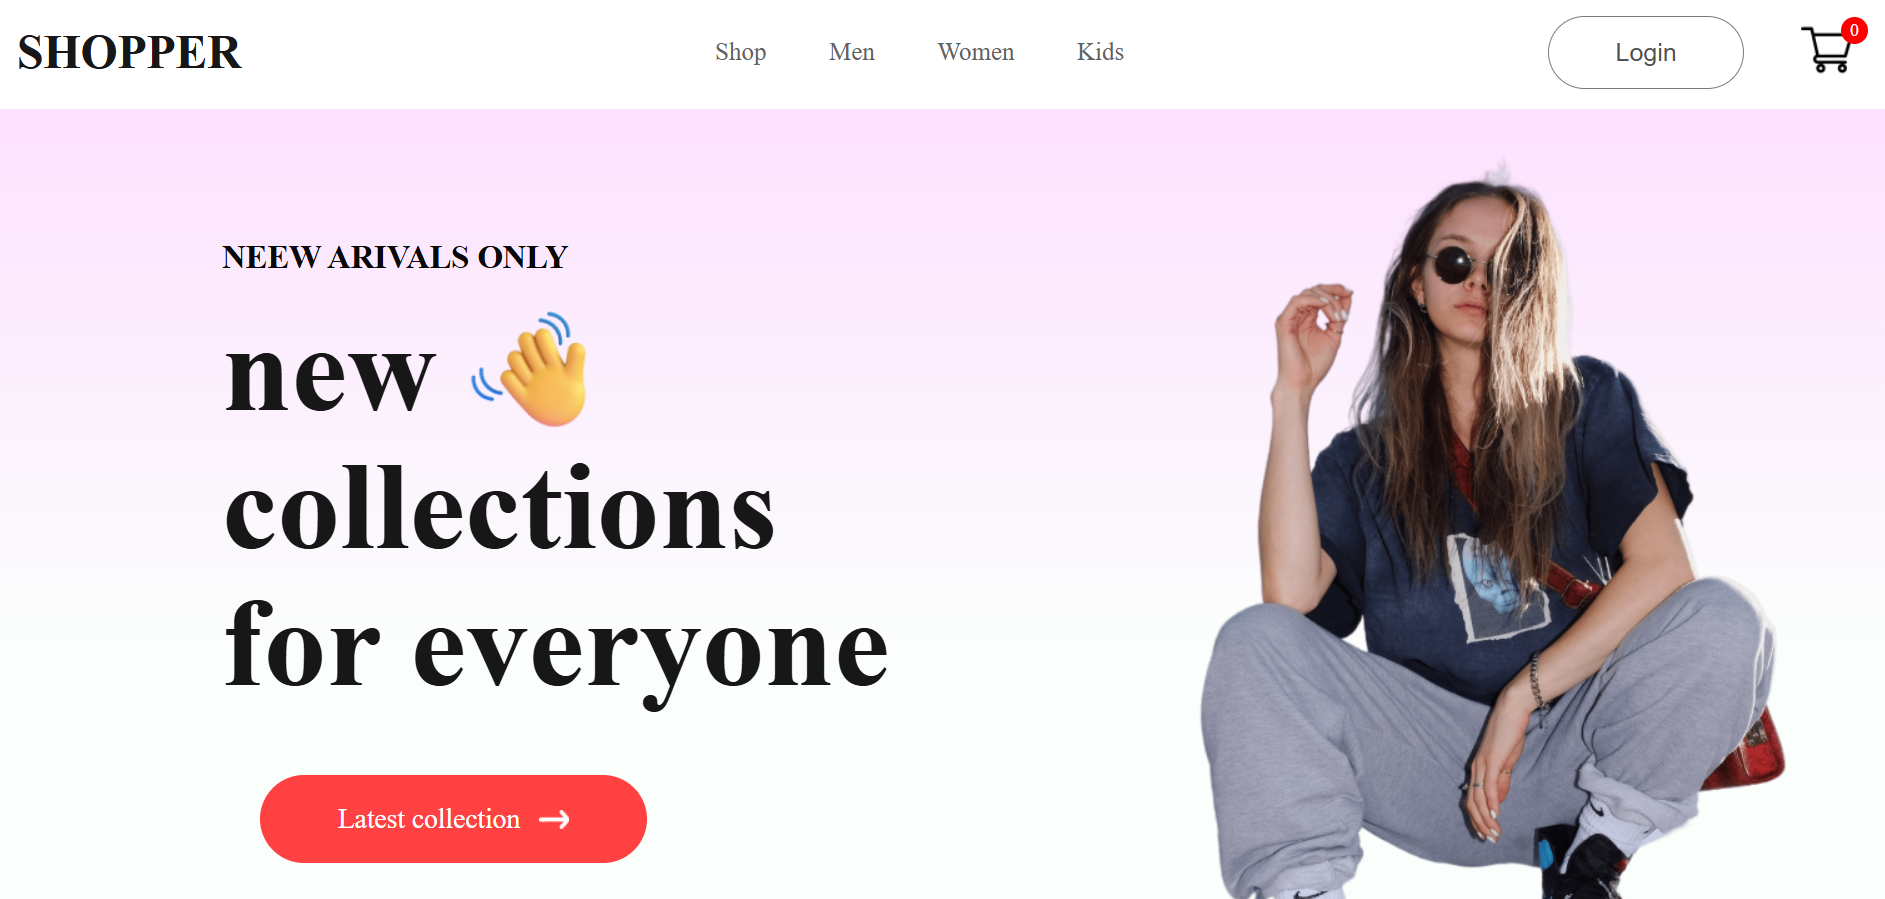 SHOPPER
Shop Men Women Kids
Login
0
NEEW ARIVALS ONLY
new 👋
collections
for everyone
Latest collection →